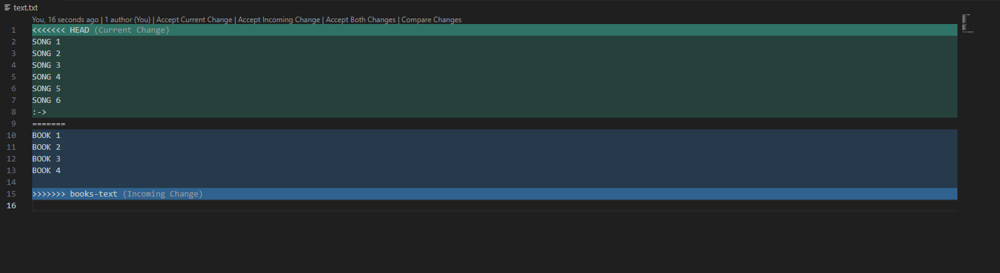 text.txt
You, 16 seconds ago | 1 author (You) | Accept Current Change | Accept Incoming Change | Accept Both Changes | Compare Changes
1 <<<<<<< HEAD (Current Change)
2 SONG 1
3 SONG 2
4 SONG 3
5 SONG 4
6 SONG 5
7 SONG 6
8 :->
9 =======
10 BOOK 1
11 BOOK 2
12 BOOK 3
13 BOOK 4
14
15 >>>>>>> books-text (Incoming Change)
16